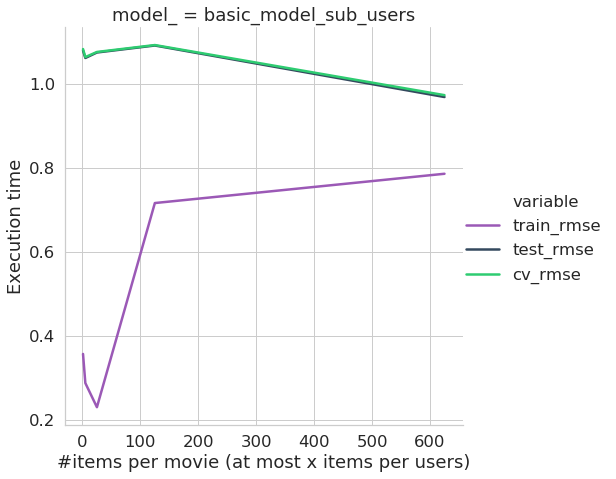 model_ = basic_model_sub_users
1.0
0.8
0.6
0.4
0.2
Execution time
0 100 200 300 400 500 600
#items per movie (at most x items per users)
variable
train_rmse
test_rmse
cv_rmse